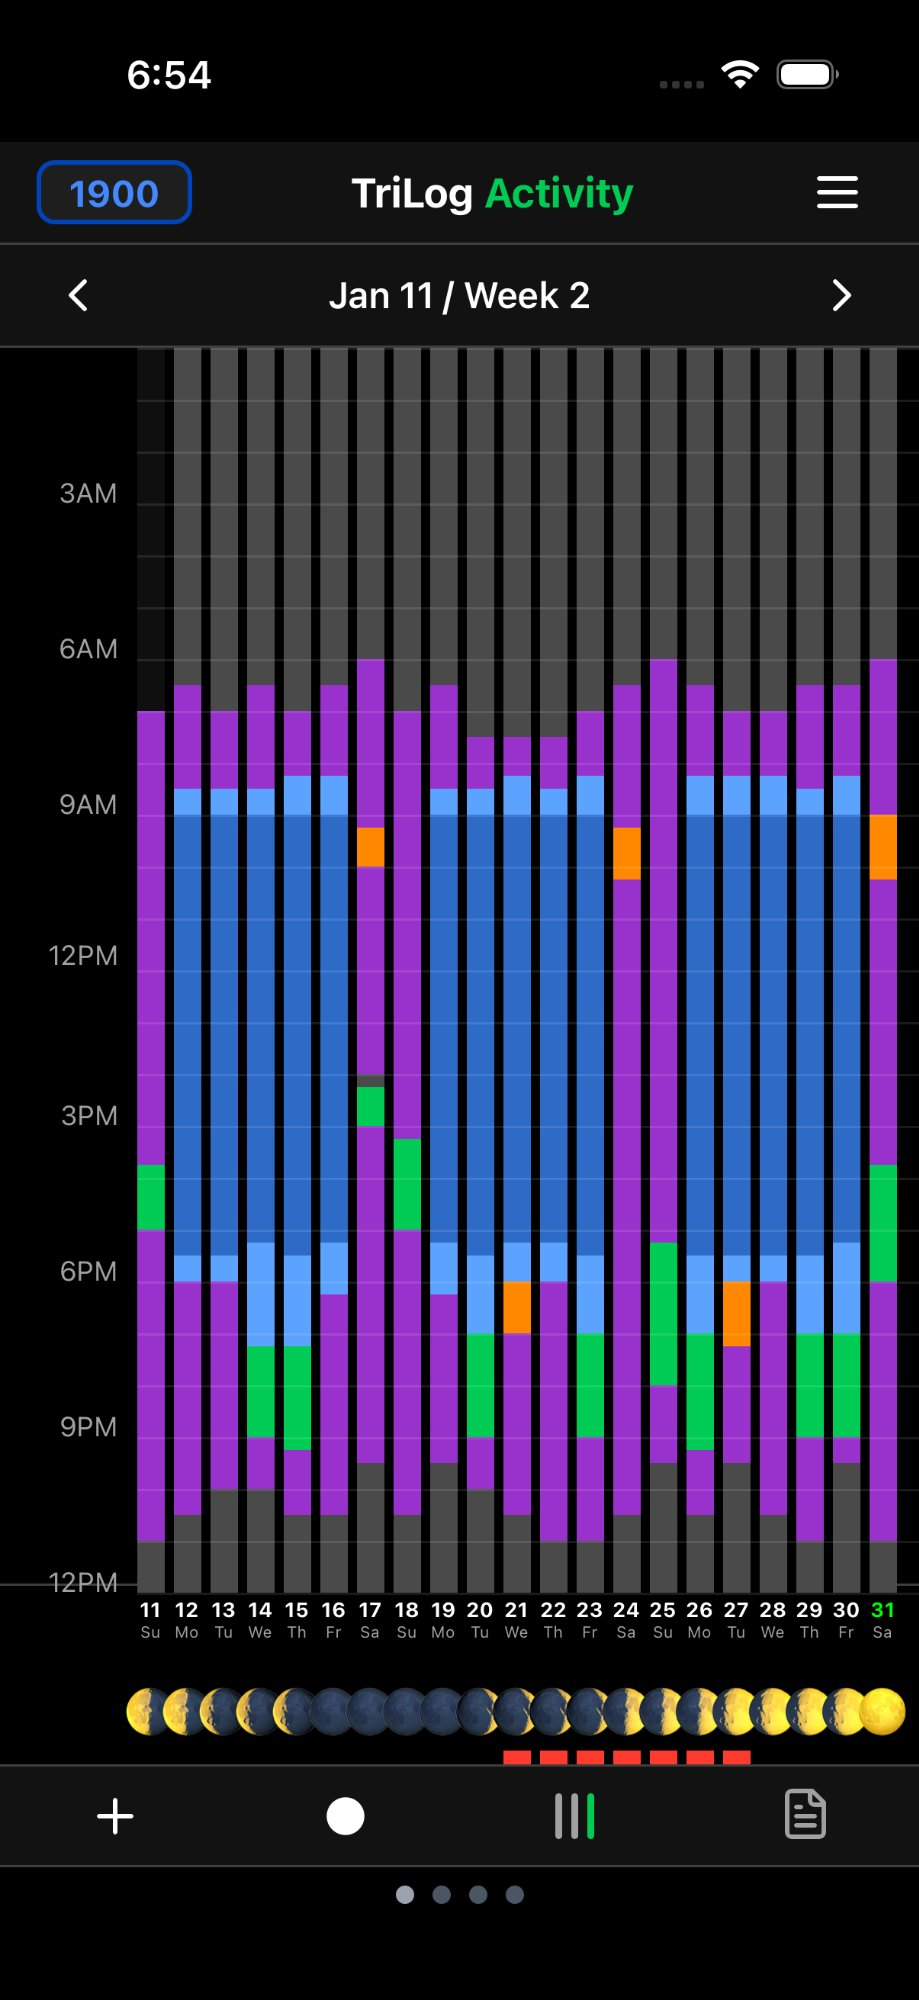 6:54
1900 TriLog Activity
Jan 11 / Week 2
3AM
6AM
9AM
12PM
3PM
6PM
9PM
12PM
11 12 13 14 15 16 17 18 19 20 21 22 23 24 25 26 27 28 29 30 31
Su Mo Tu We Th Fr Sa Su Mo Tu We Th Fr Sa Su Mo Tu We Th Fr Sa